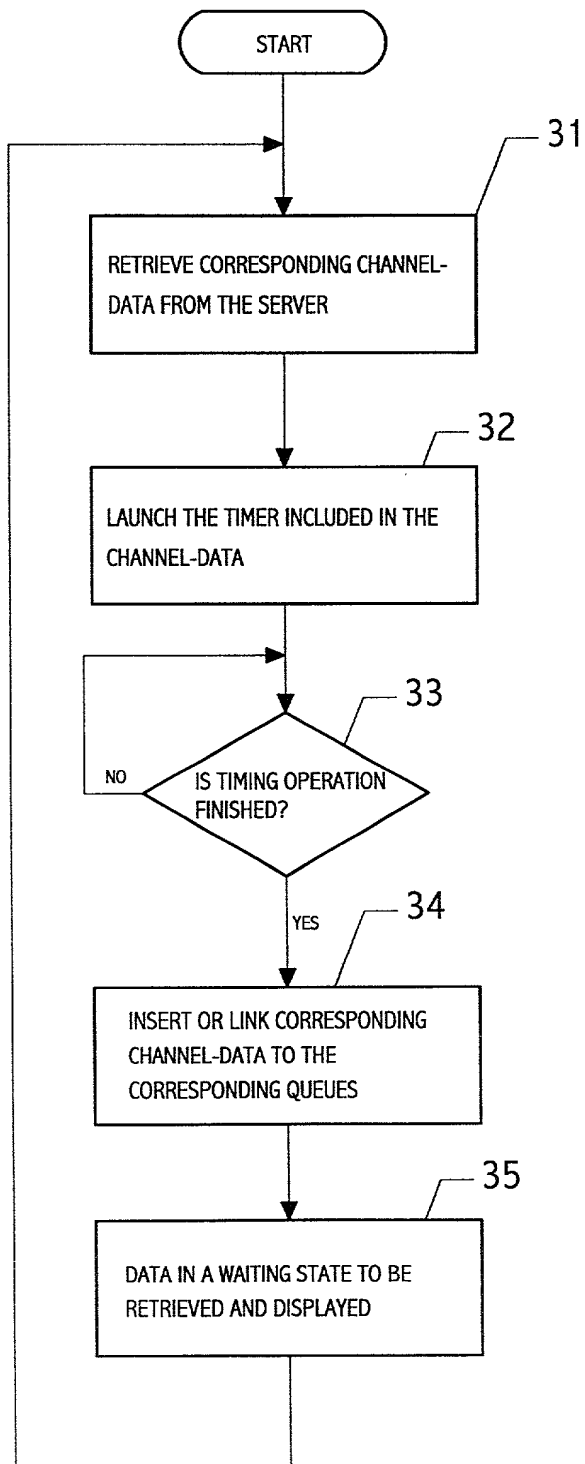 START
31
RETRIEVE CORRESPONDING CHANNEL-
DATA FROM THE SERVER
32
LAUNCH THE TIMER INCLUDED IN THE
CHANNEL-DATA
33
NO
IS TIMING OPERATION
FINISHED?
YES
34
INSERT OR LINK CORRESPONDING
CHANNEL-DATA TO THE
CORRESPONDING QUEUES
35
DATA IN A WAITING STATE TO BE
RETRIEVED AND DISPLAYED